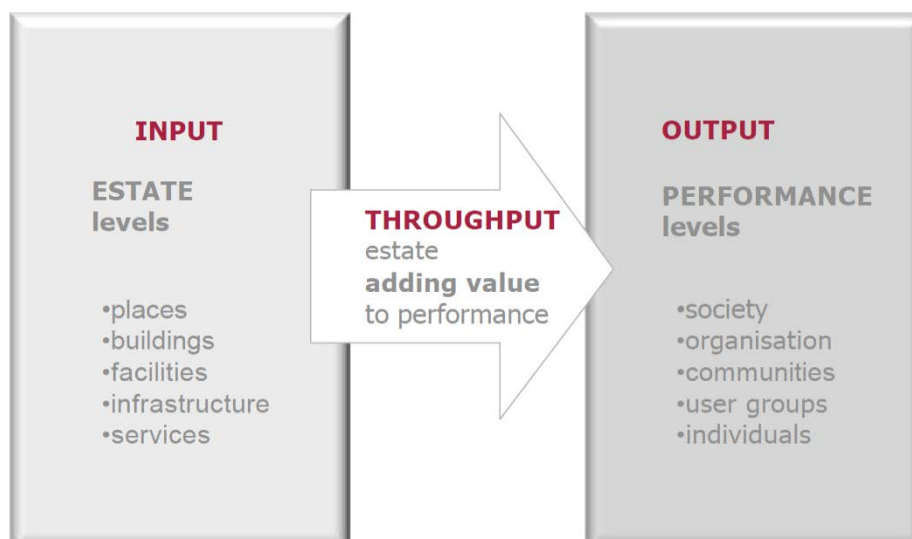 INPUT
ESTATE
levels
•places
•buildings
•facilities
•infrastructure
•services
THROUGHPUT
estate
adding value
to performance
OUTPUT
PERFORMANCE
levels
•society
•organisation
•communities
•user groups
•individuals